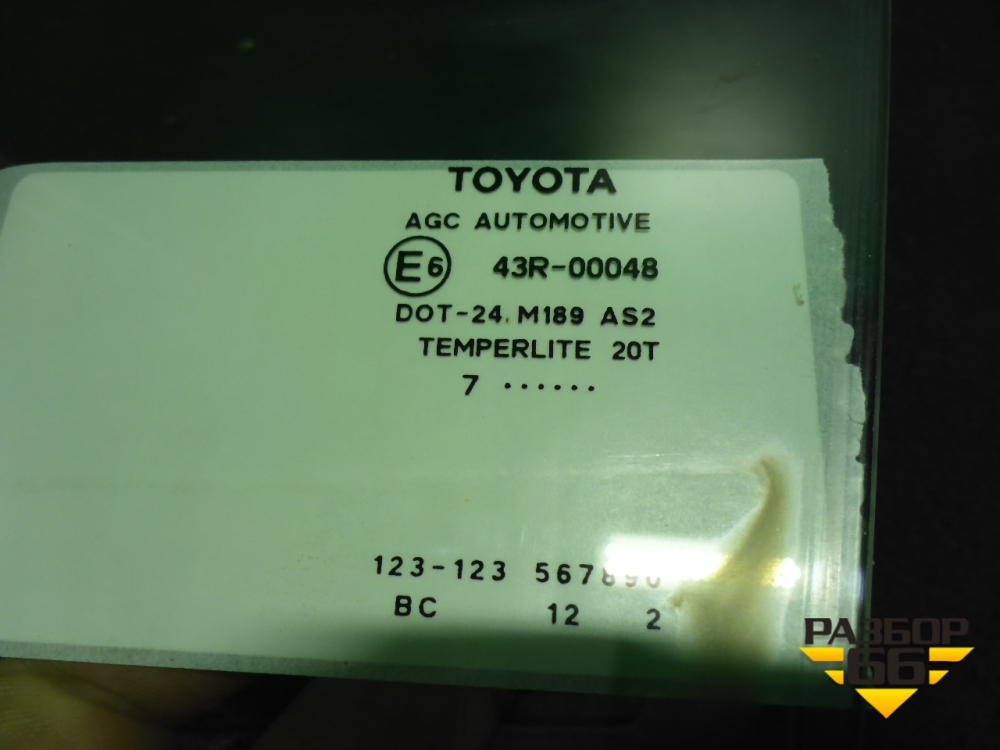 TOYOTA
AGC AUTOMOTIVE
E6 43R-00048
DOT-24 M189 AS2
TEMPERLITE 20T
7 ······
123-123 567890
BC 12 2
РАЗБОР
66